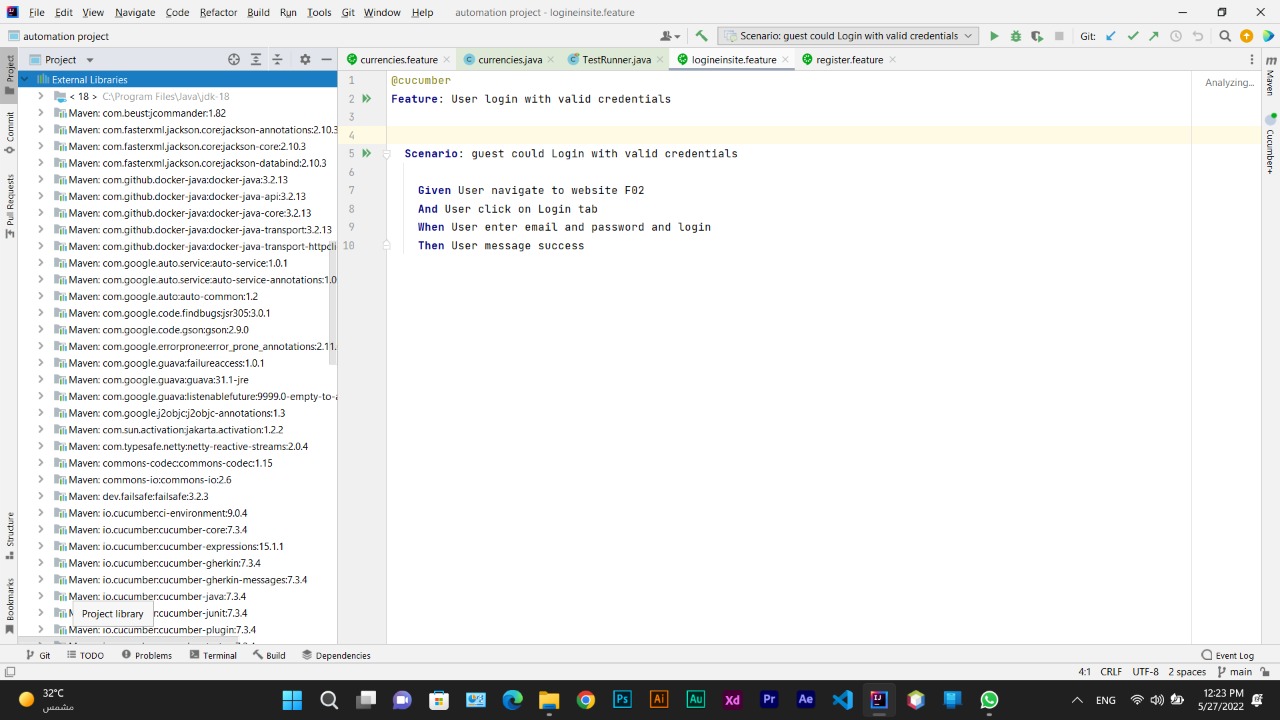 File Edit View Navigate Code Refactor Build Run Tools Git Window Help automation project - logineinsite.feature
automation project Scenario: guest could Login with valid credentials Git:
Project currencies.feature currencies.java TestRunner.java logineinsite.feature register.feature
Project
Commit
Pull Requests
Structure
Bookmarks
External Libraries
< 18 > C:\Program Files\Java\jdk-18
Maven: com.beust:jcommander:1.82
Maven: com.fasterxml.jackson.core:jackson-annotations:2.10.3
Maven: com.fasterxml.jackson.core:jackson-core:2.10.3
Maven: com.fasterxml.jackson.core:jackson-databind:2.10.3
Maven: com.github.docker-java:docker-java:3.2.13
Maven: com.github.docker-java:docker-java-api:3.2.13
Maven: com.github.docker-java:docker-java-core:3.2.13
Maven: com.github.docker-java:docker-java-transport:3.2.13
Maven: com.github.docker-java:docker-java-transport-httpcli
Maven: com.google.auto.service:auto-service:1.0.1
Maven: com.google.auto.service:auto-service-annotations:1.0
Maven: com.google.auto:auto-common:1.2
Maven: com.google.code.findbugs:jsr305:3.0.1
Maven: com.google.code.gson:gson:2.9.0
Maven: com.google.errorprone:error_prone_annotations:2.11.
Maven: com.google.guava:failureaccess:1.0.1
Maven: com.google.guava:guava:31.1-jre
Maven: com.google.guava:listenablefuture:9999.0-empty-to-a
Maven: com.google.j2objc:j2objc-annotations:1.3
Maven: com.sun.activation:jakarta.activation:1.2.2
Maven: com.typesafe.netty:netty-reactive-streams:2.0.4
Maven: commons-codec:commons-codec:1.15
Maven: commons-io:commons-io:2.6
Maven: dev.failsafe:failsafe:3.2.3
Maven: io.cucumber:ci-environment:9.0.4
Maven: io.cucumber:cucumber-core:7.3.4
Maven: io.cucumber:cucumber-expressions:15.1.1
Maven: io.cucumber:cucumber-gherkin:7.3.4
Maven: io.cucumber:cucumber-gherkin-messages:7.3.4
Maven: io.cucumber:cucumber-java:7.3.4
Project library r:cucumber-junit:7.3.4
Maven: io.cucumber:cucumber-plugin:7.3.4
1 @cucumber
2 Feature: User login with valid credentials
3
4
5 Scenario: guest could Login with valid credentials
6
7 Given User navigate to website F02
8 And User click on Login tab
9 When User enter email and password and login
10 Then User message success
Analyzing...
m Maven
Cucumber+
Git TODO Problems Terminal Build Dependencies Event Log
4:1 CRLF UTF-8 2 spaces main
32°C
مشمس
Ps Ai Au Xd Pr Ae
ENG
12:23 PM
5/27/2022